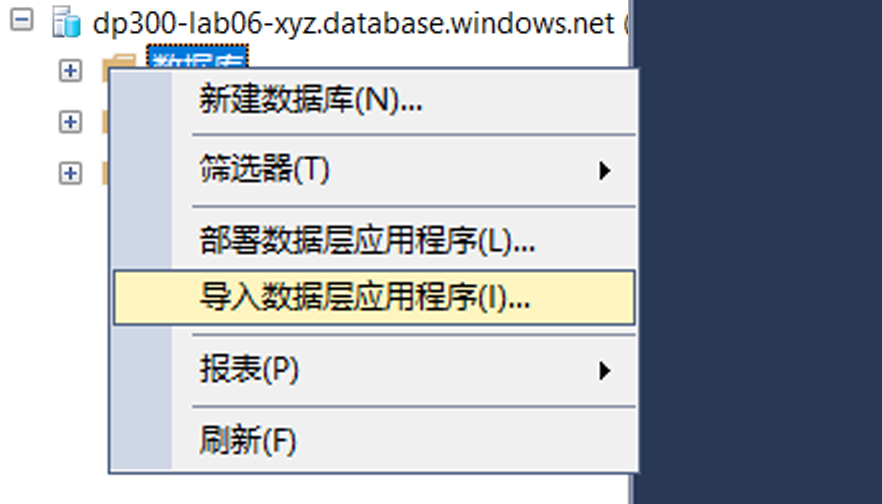 dp300-lab06-xyz.database.windows.net (
数据库
新建数据库(N)...
筛选器(T)
部署数据层应用程序(L)...
导入数据层应用程序(I)...
报表(P)
刷新(F)